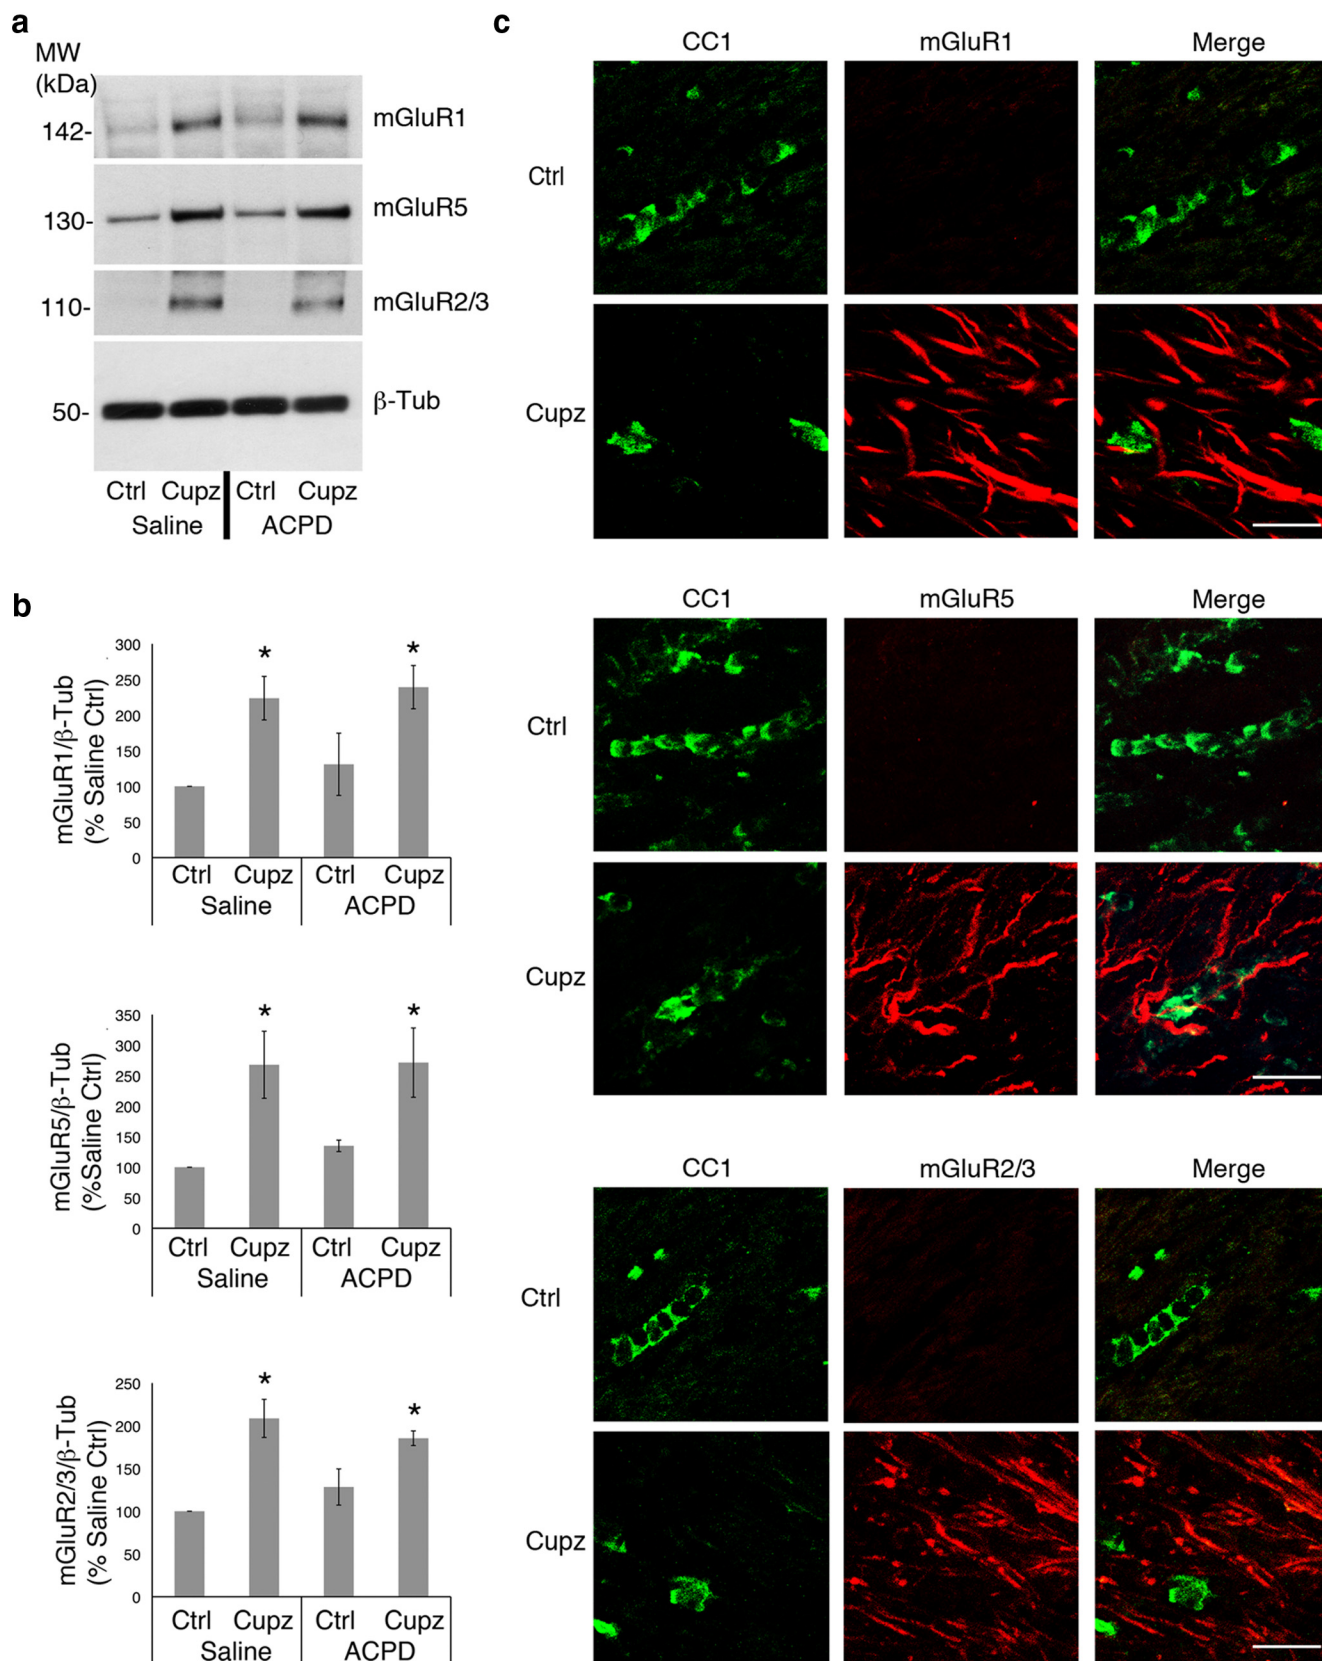 a
MW
(kDa)
142-
mGluR1
130-
mGluR5
110-
mGluR2/3
50-
β-Tub
Ctrl Cupz Ctrl Cupz
Saline ACPD
b
mGluR1/β-Tub
(% Saline Ctrl)
300
250
200
150
100
50
0
*
*
Ctrl Cupz Ctrl Cupz
Saline ACPD
mGluR5/β-Tub
(%Saline Ctrl)
350
300
250
200
150
100
50
0
*
*
Ctrl Cupz Ctrl Cupz
Saline ACPD
mGluR2/3/β-Tub
(% Saline Ctrl)
250
200
150
100
50
0
*
*
Ctrl Cupz Ctrl Cupz
Saline ACPD
c
CC1 mGluR1 Merge
Ctrl
Cupz
CC1 mGluR5 Merge
Ctrl
Cupz
CC1 mGluR2/3 Merge
Ctrl
Cupz